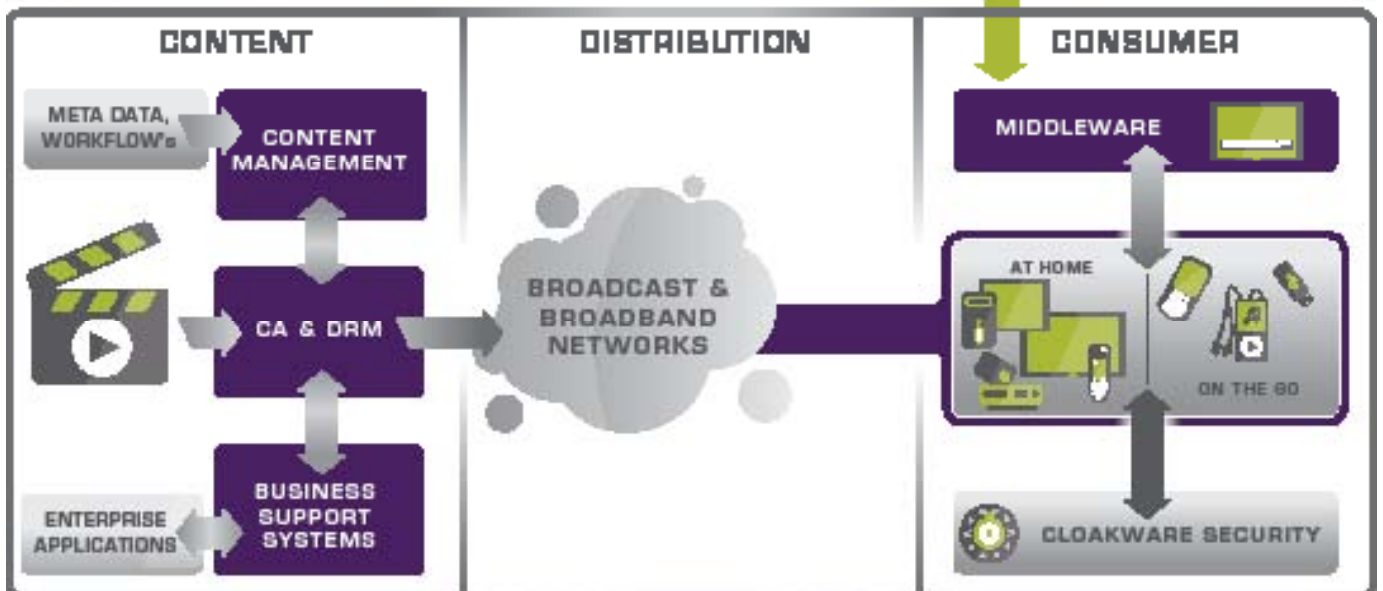 CONTENT
DISTRIBUTION
CONSUMER
META DATA,
WORKFLOW's
CONTENT
MANAGEMENT
CA & DRM
BUSINESS
SUPPORT
SYSTEMS
ENTERPRISE
APPLICATIONS
BROADCAST &
BROADBAND
NETWORKS
MIDDLEWARE
AT HOME
ON THE GO
CLOAKWARE SECURITY